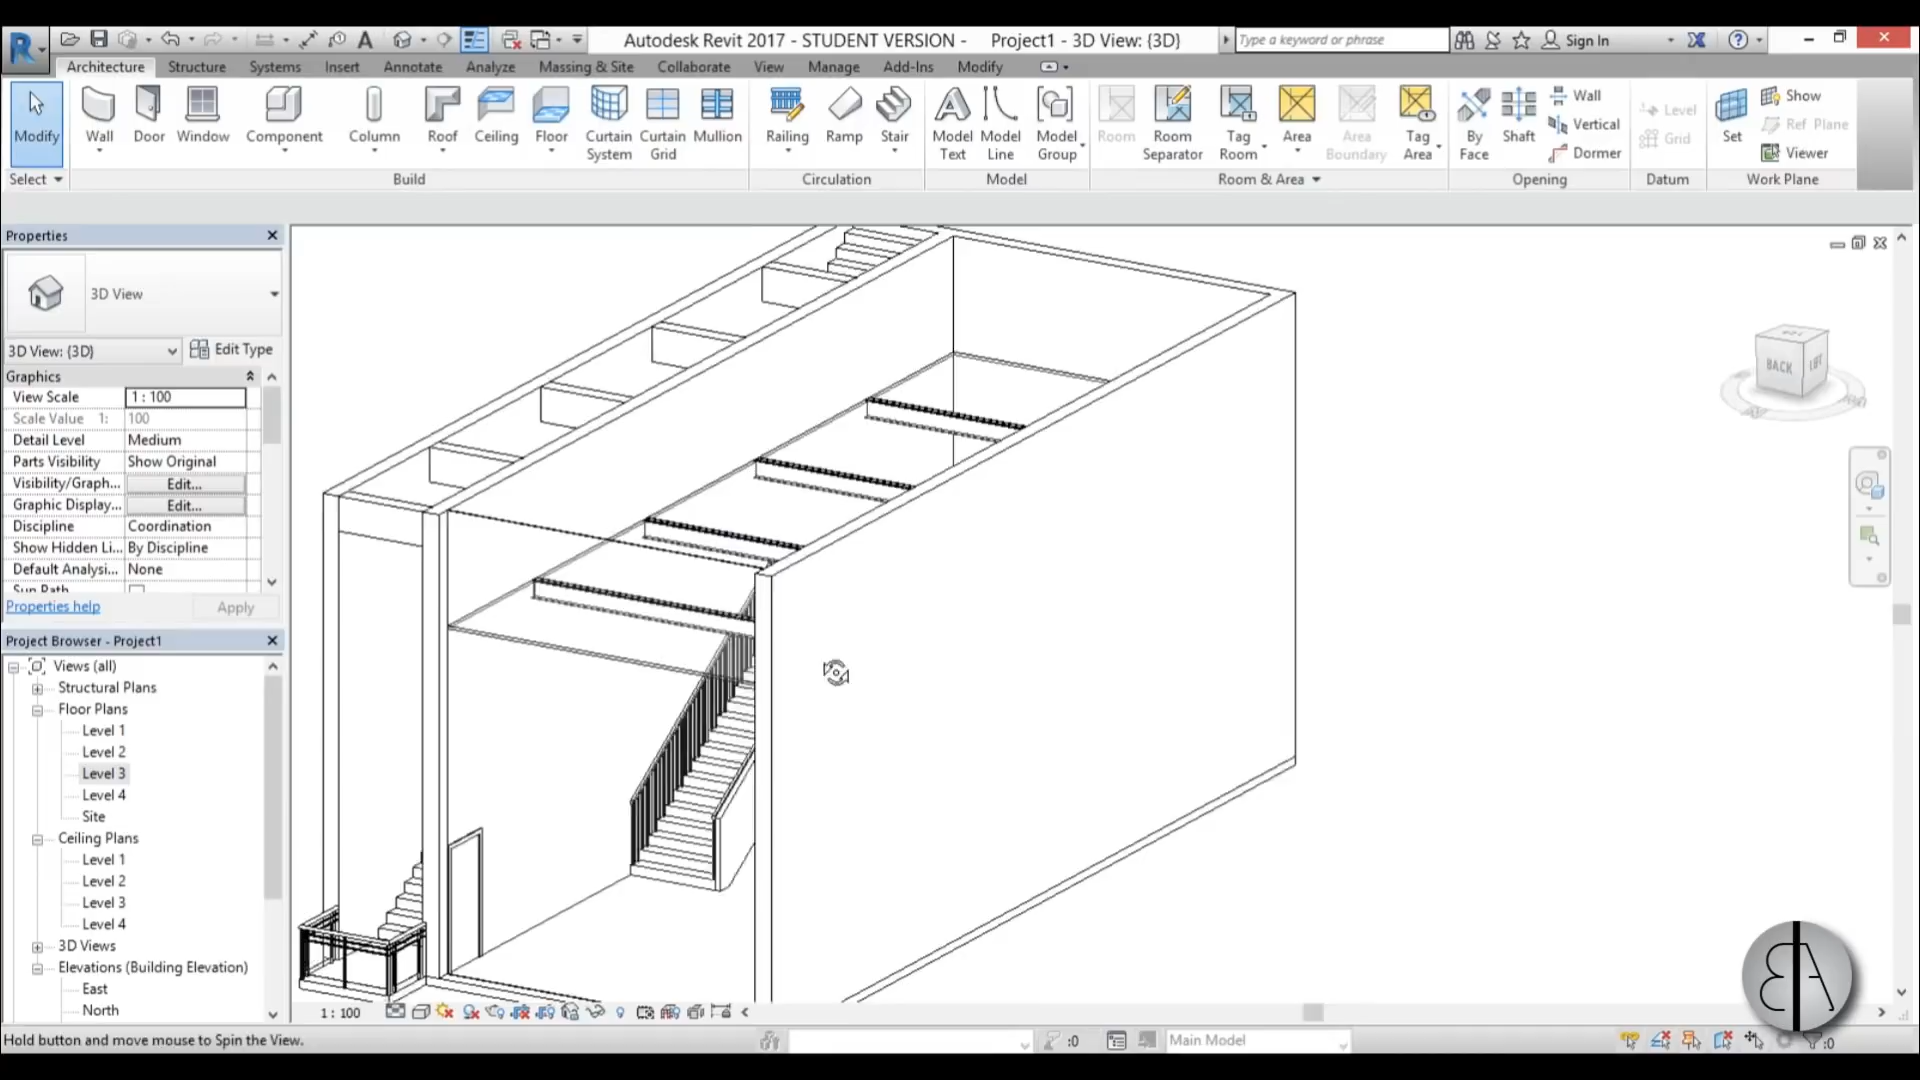 Autodesk Revit 2017 - STUDENT VERSION -    Project1 - 3D View: {3D}
Type a keyword or phrase
Sign In
Architecture Structure Systems Insert Annotate Analyze Massing & Site Collaborate View Manage Add-Ins Modify
Modify
Wall
Door
Window
Component
Column
Roof
Ceiling
Floor
Curtain System
Curtain Grid
Mullion
Railing
Ramp
Stair
Model Text
Model Line
Model Group
Room
Room Separator
Tag Room
Area
Area Boundary
Tag Area
By Face
Shaft
Wall
Vertical
Dormer
Level
Grid
Set
Show
Ref Plane
Viewer
Select
Build
Circulation
Model
Room & Area
Opening
Datum
Work Plane
Properties
3D View
3D View: {3D}
Edit Type
Graphics
View Scale 1 : 100
Scale Value 1: 100
Detail Level Medium
Parts Visibility Show Original
Visibility/Graph... Edit...
Graphic Display... Edit...
Discipline Coordination
Show Hidden Li... By Discipline
Default Analysi... None
Sun Path
Properties help
Apply
Project Browser - Project1
Views (all)
Structural Plans
Floor Plans
Level 1
Level 2
Level 3
Level 4
Site
Ceiling Plans
Level 1
Level 2
Level 3
Level 4
3D Views
Elevations (Building Elevation)
East
North
BACK
1 : 100
Hold button and move mouse to Spin the View.
:0
Main Model
:0